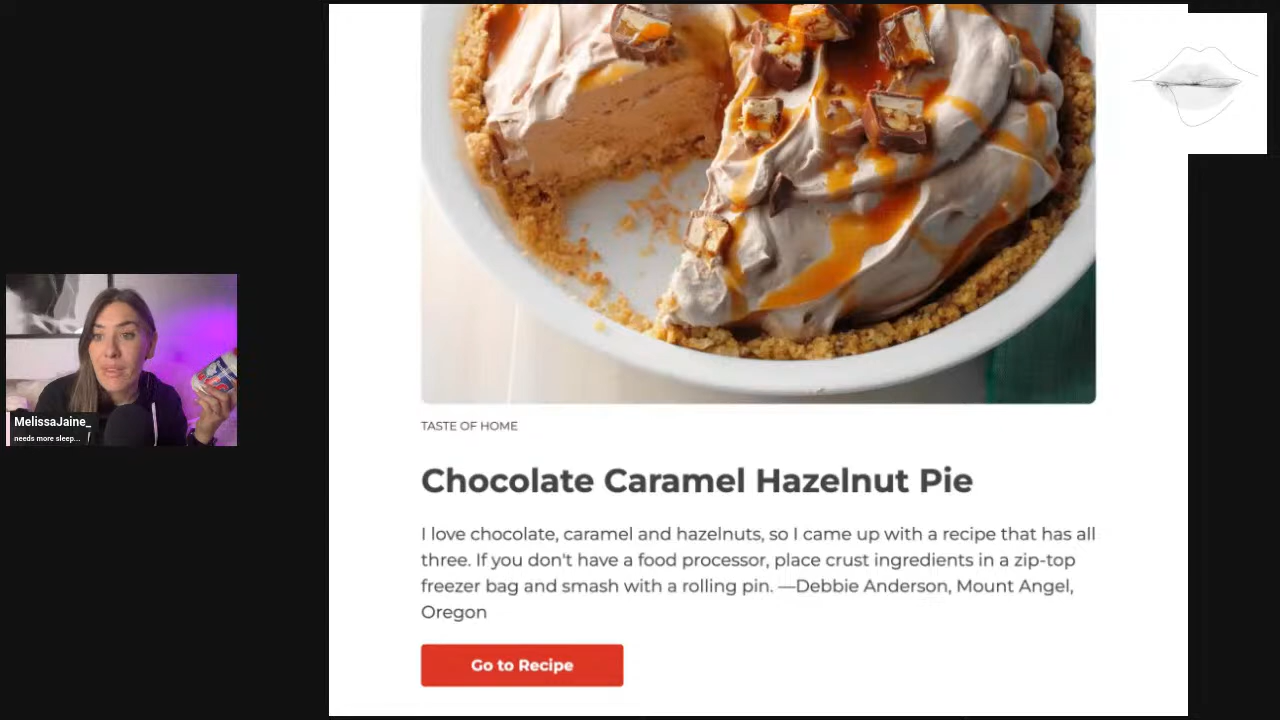 TASTE OF HOME
Chocolate Caramel Hazelnut Pie
I love chocolate, caramel and hazelnuts, so I came up with a recipe that has all
three. If you don't have a food processor, place crust ingredients in a zip-top
freezer bag and smash with a rolling pin. —Debbie Anderson, Mount Angel,
Oregon
Go to Recipe
MelissaJaine_
needs more sleep...